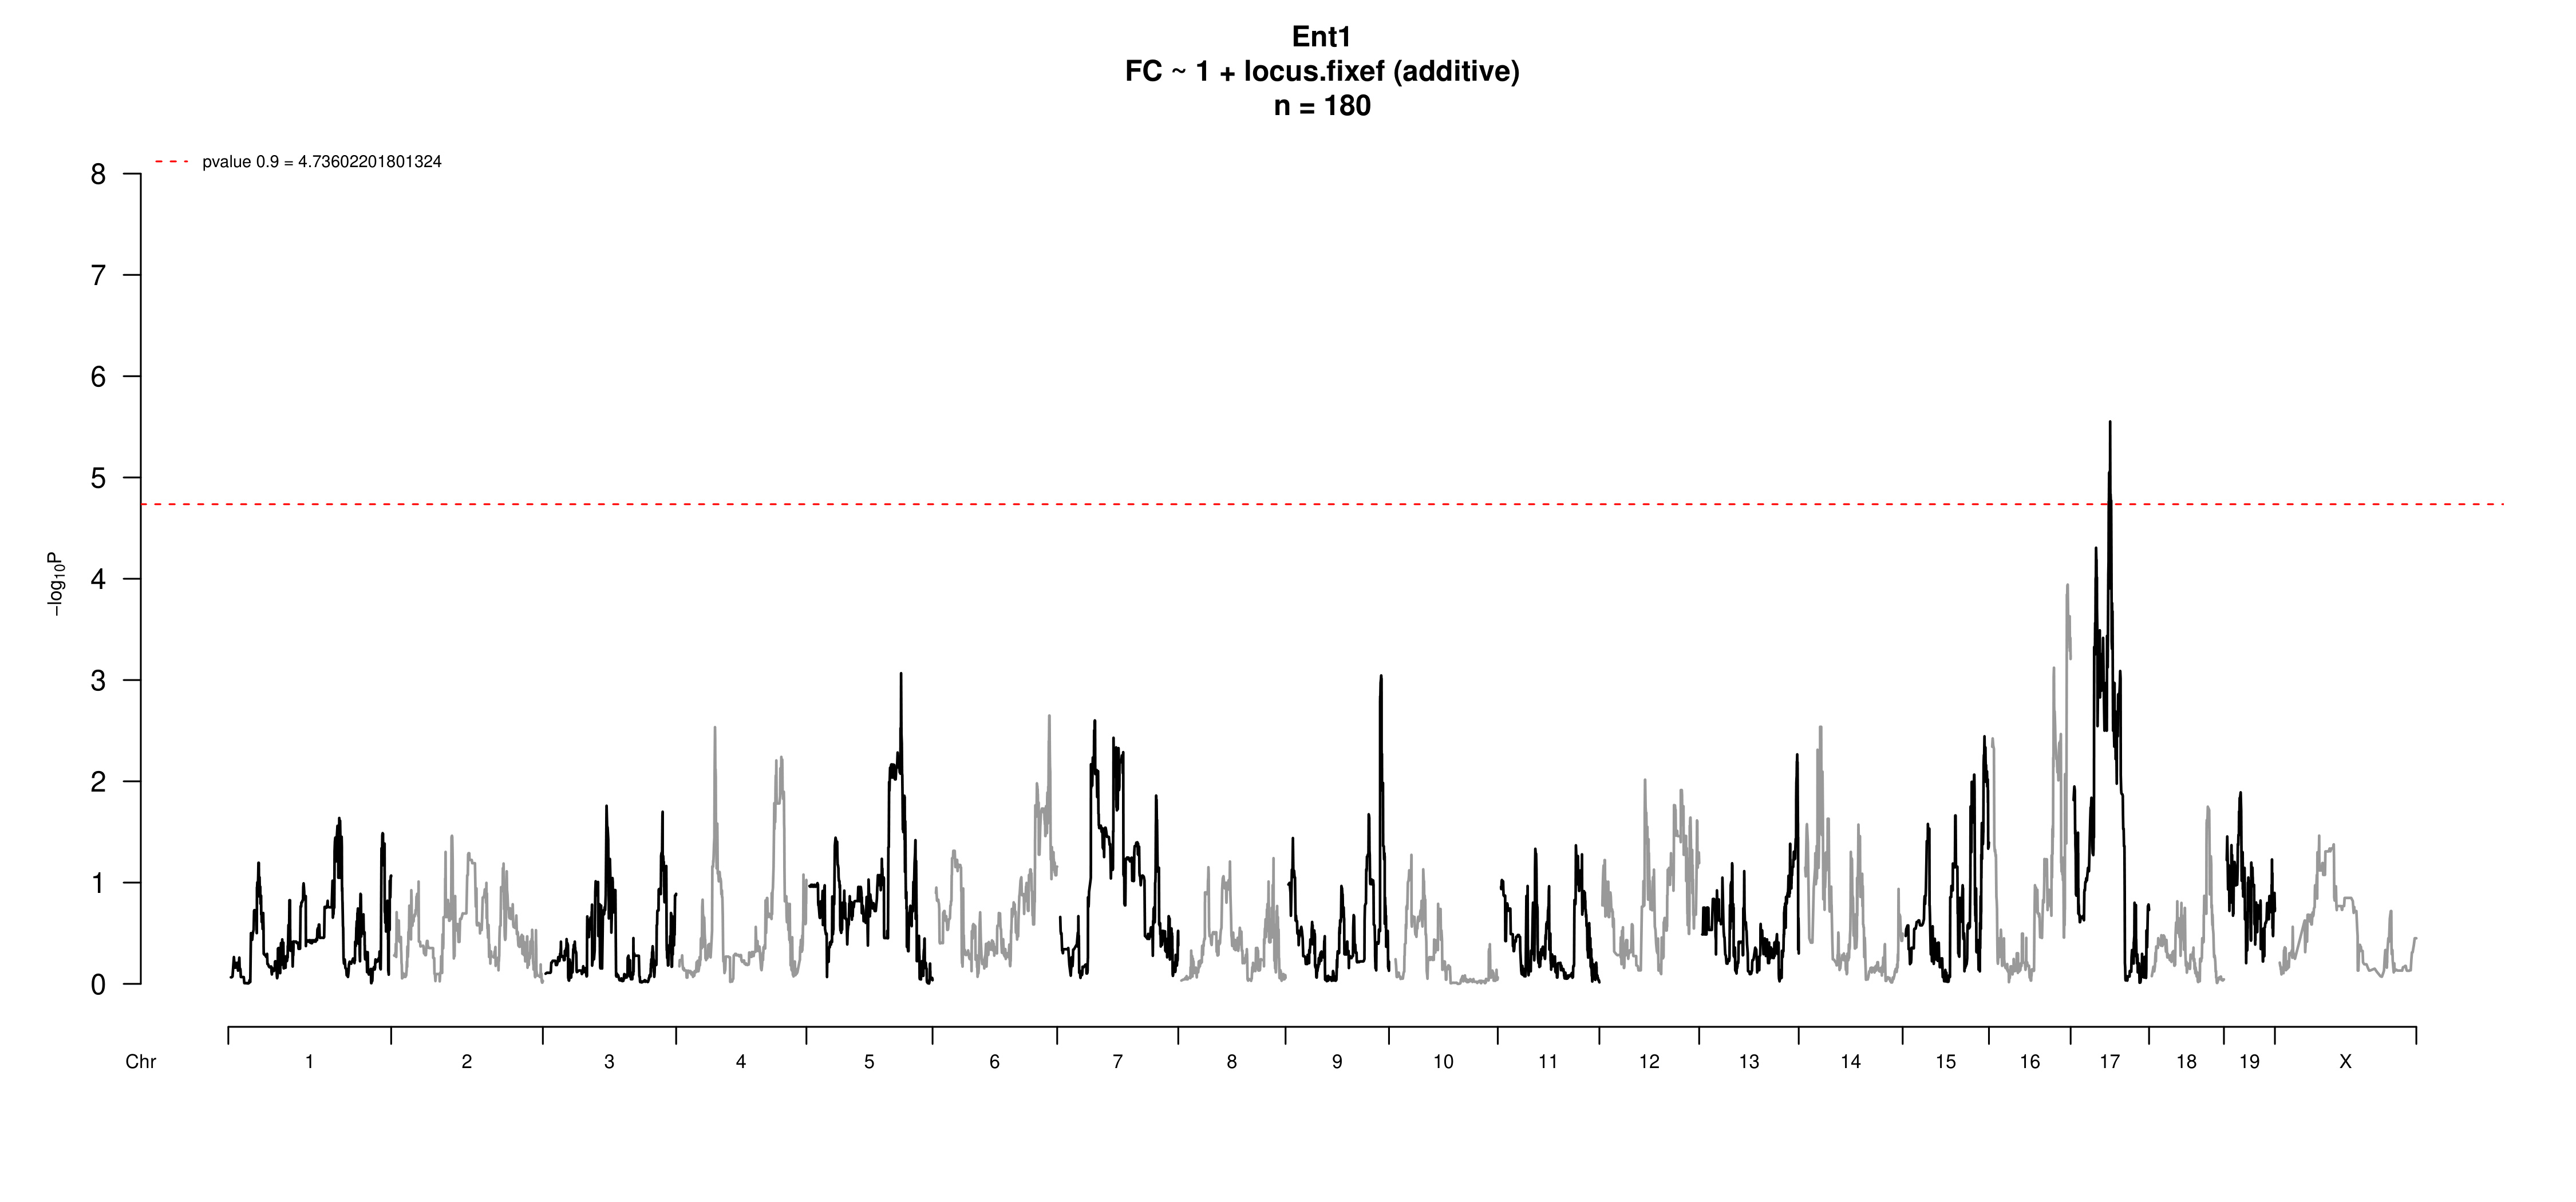 Ent1
FC ~ 1 + locus.fixef (additive)
n = 180
pvalue 0.9 = 4.73602201801324
8
7
6
5
4
3
2
1
0
−log10P
Chr 1 2 3 4 5 6 7 8 9 10 11 12 13 14 15 16 17 18 19 X